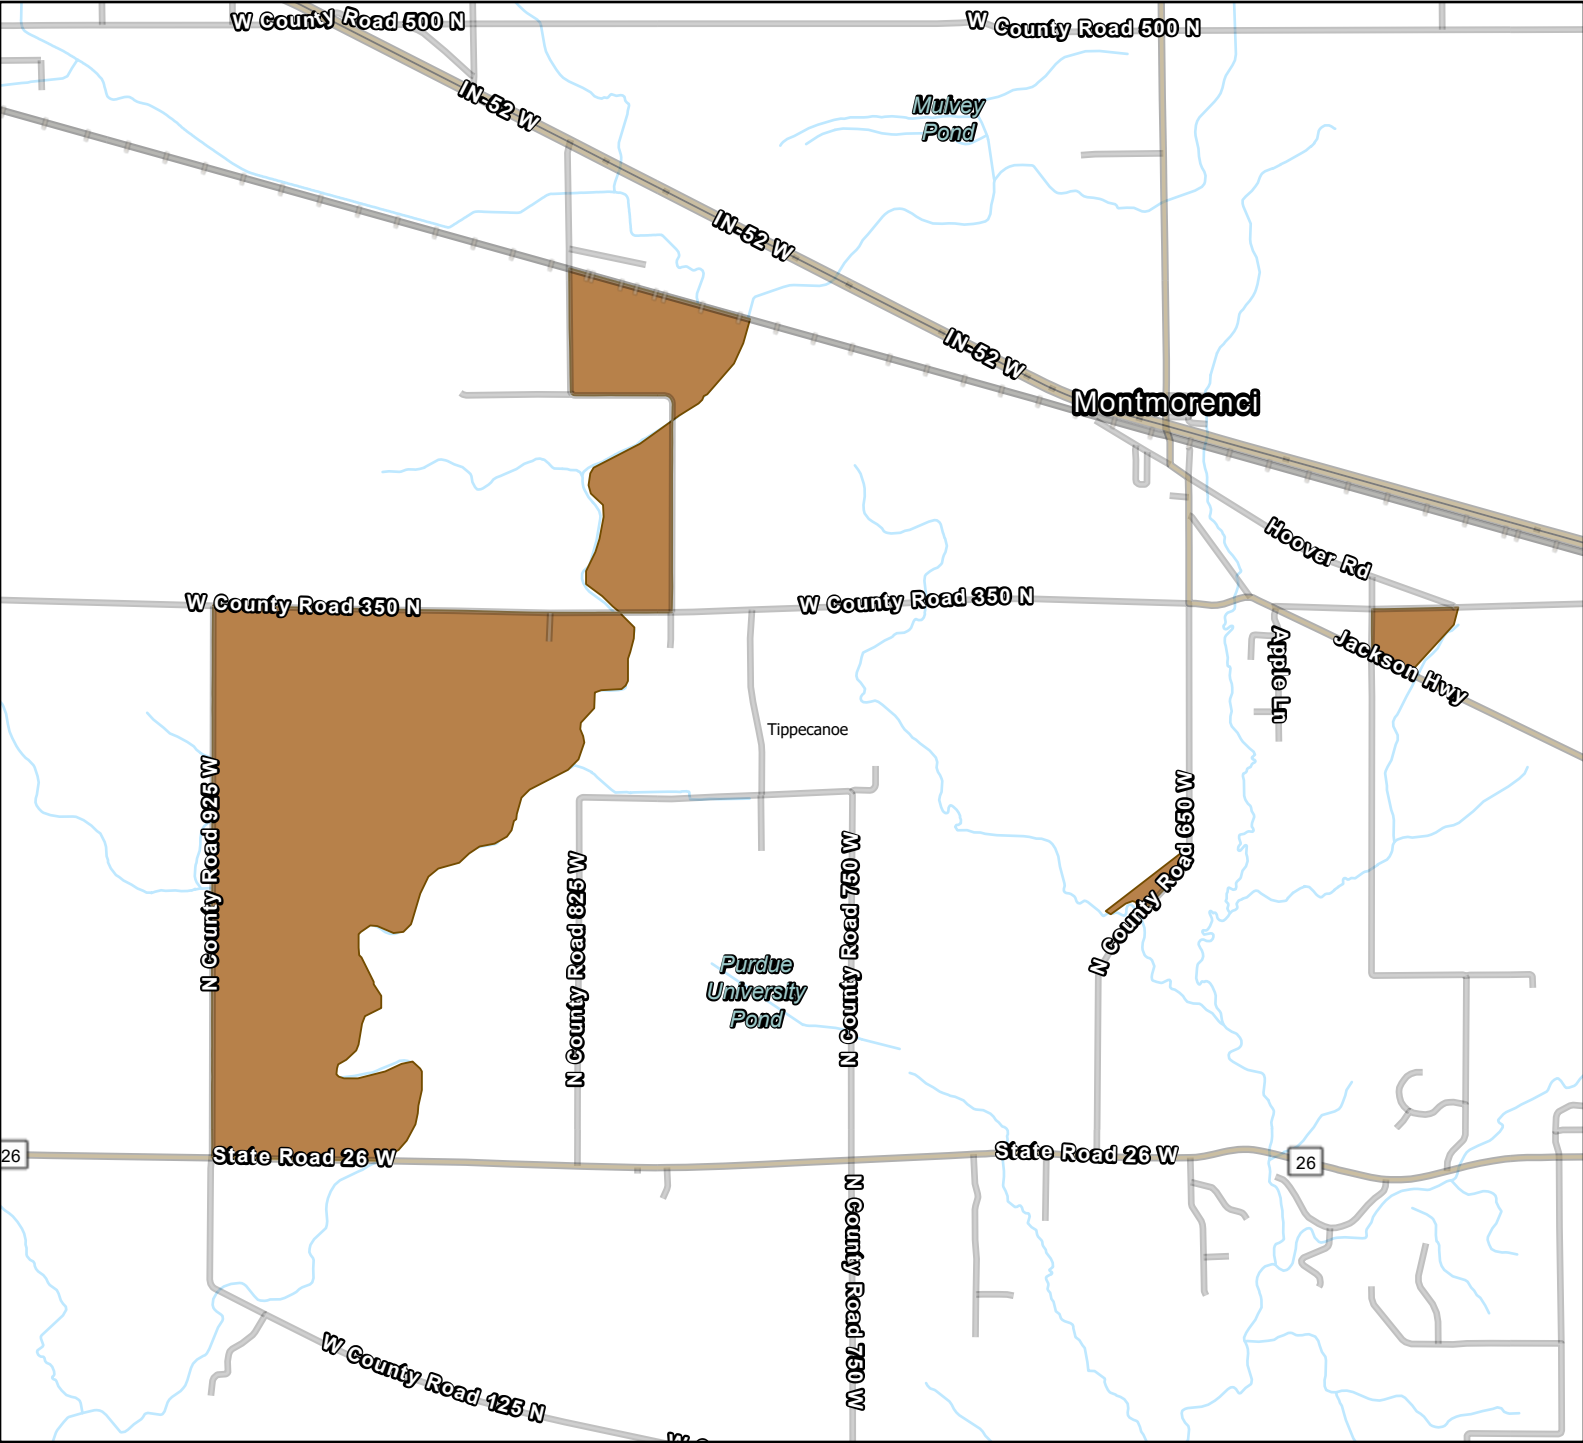 W County Road 500 N
W County Road 500 N
IN-52 W
Mulvey
Pond
IN-52 W
IN-52 W
Montmorenci
Hoover Rd
W County Road 350 N
W County Road 350 N
Apple Ln
Jackson Hwy
Tippecanoe
N County Road 925 W
N County Road 650 W
N County Road 825 W
N County Road 750 W
Purdue
University
Pond
26
State Road 26 W
State Road 26 W
26
N County Road 750 W
W County Road 125 N